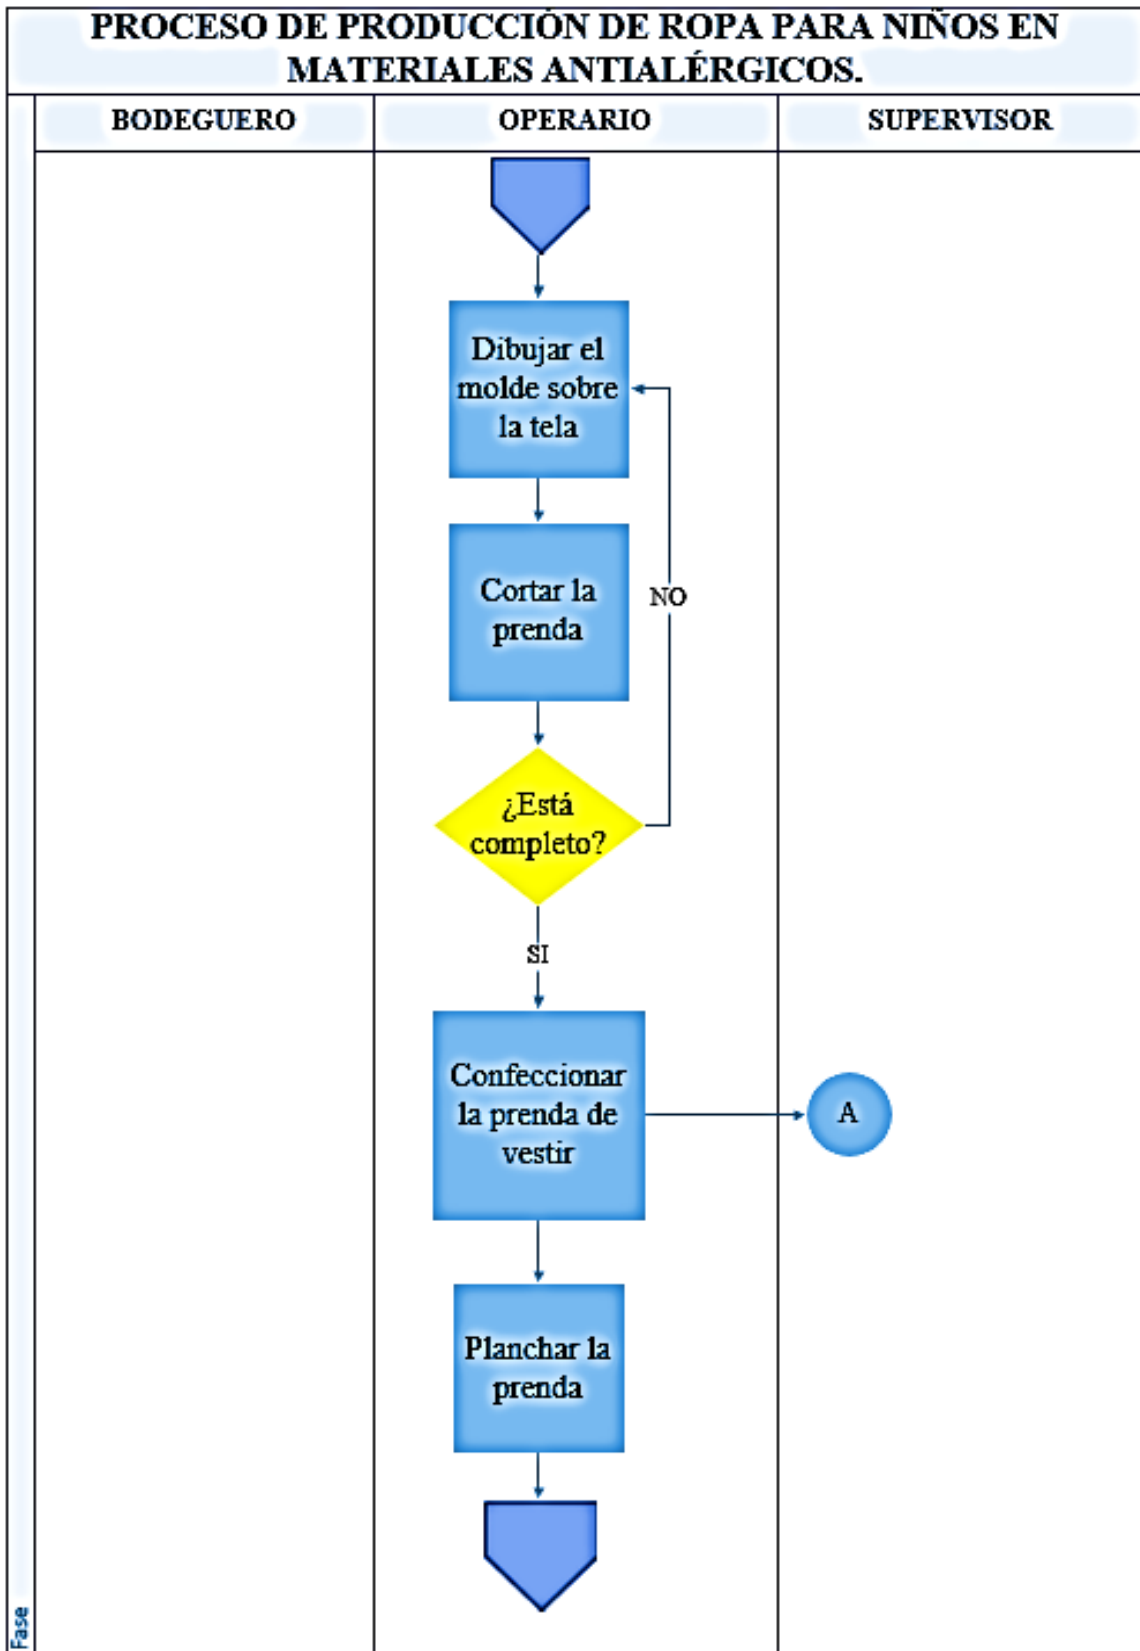 PROCESO DE PRODUCCIÓN DE ROPA PARA NIÑOS EN
MATERIALES ANTIALÉRGICOS.
BODEGUERO
OPERARIO
SUPERVISOR
Dibujar el
molde sobre
la tela
Cortar la
prenda
NO
¿Está
completo?
SI
Confeccionar
la prenda de
vestir
A
Planchar la
prenda
Fase